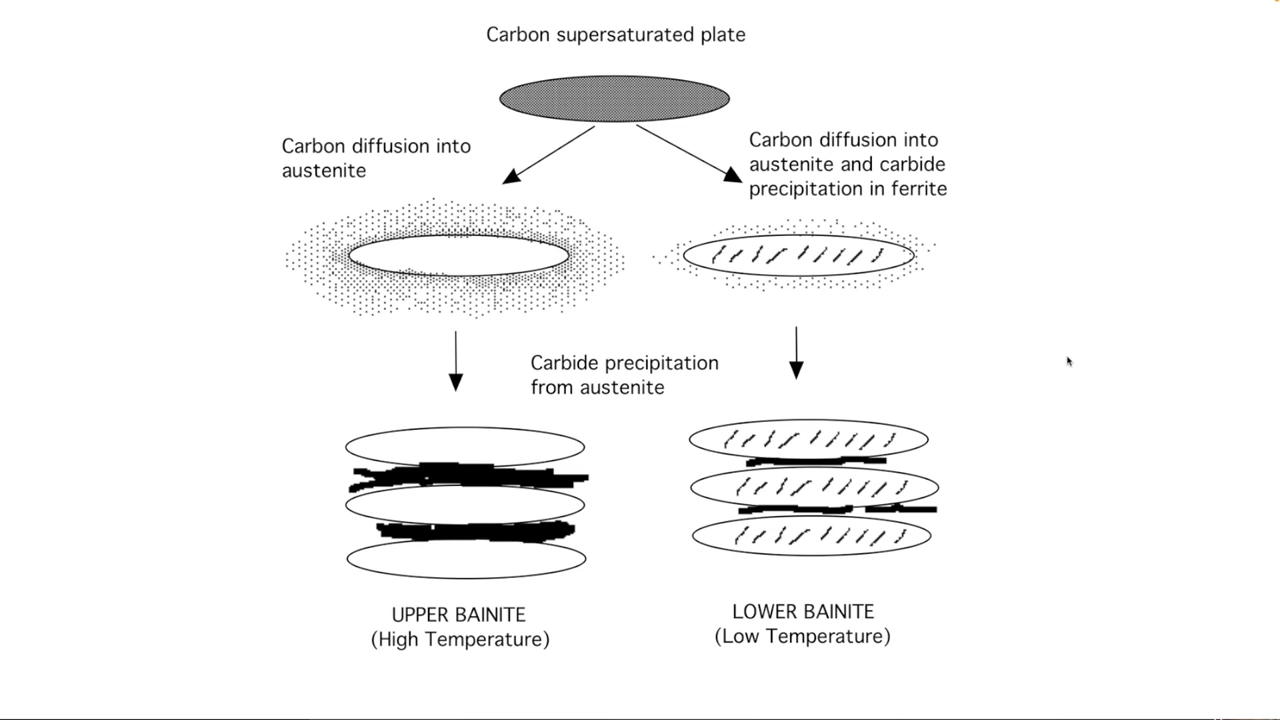 Carbon supersaturated plate
Carbon diffusion into
austenite
Carbon diffusion into
austenite and carbide
precipitation in ferrite
Carbide precipitation
from austenite
UPPER BAINITE
(High Temperature)
LOWER BAINITE
(Low Temperature)